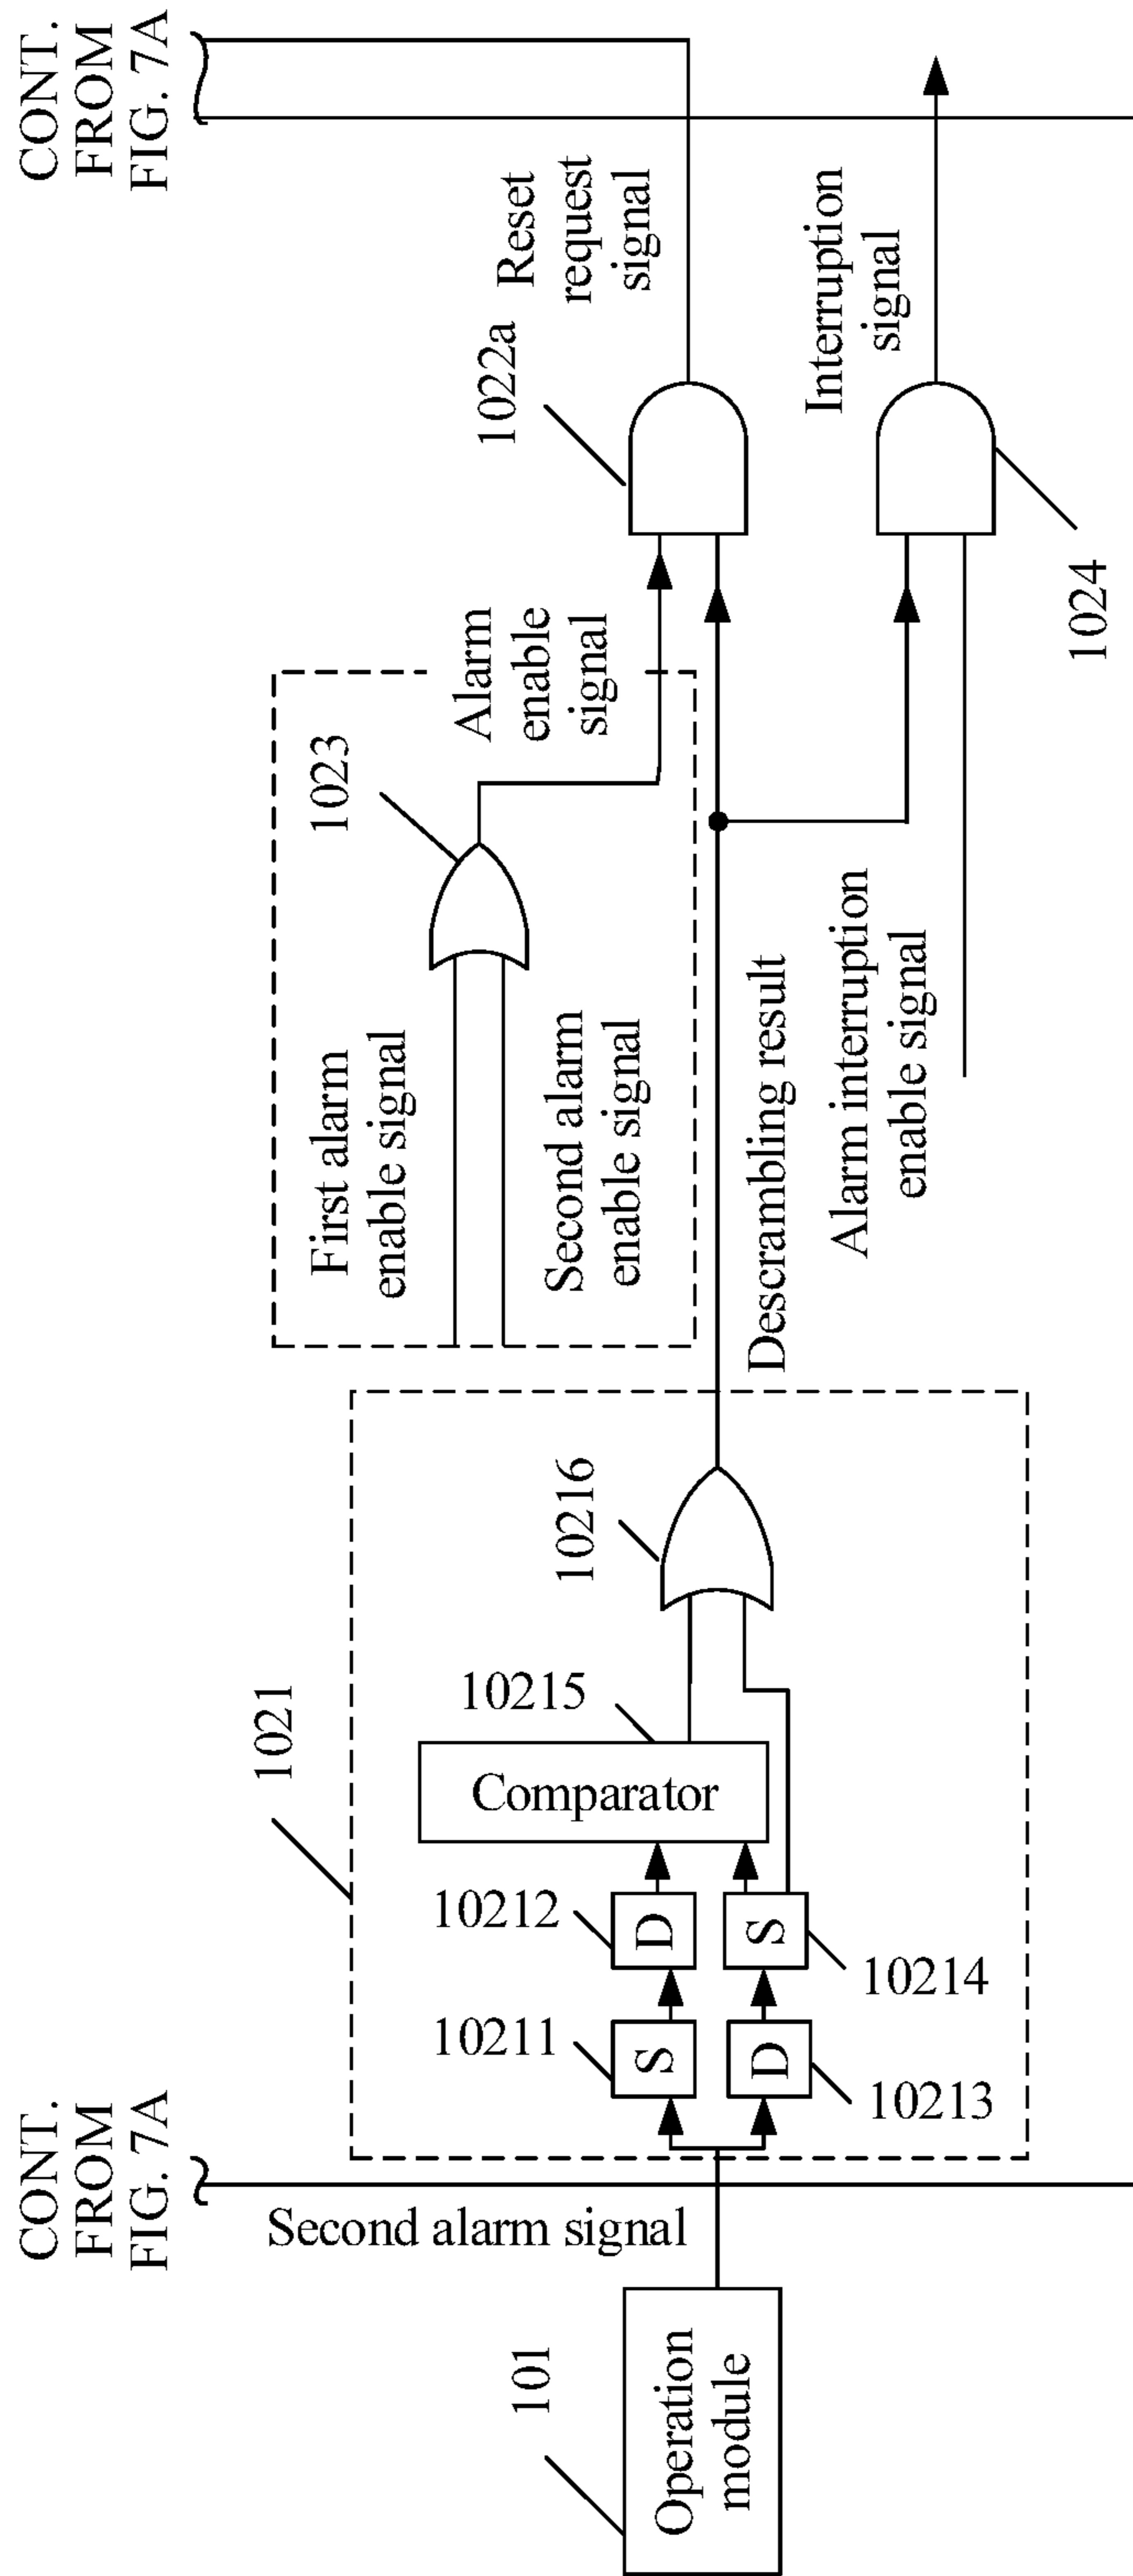 CONT.
FROM
FIG. 7A
CONT.
FROM
FIG. 7A
Second alarm signal
101
Operation
module
1021
10211
S
10212
D
10213
D
10214
S
10215
Comparator
10216
First alarm
enable signal
Second alarm
enable signal
1023
Alarm
enable
signal
Descrambling result
Alarm interruption
enable signal
1022a
Reset
request
signal
Interruption
signal
1024